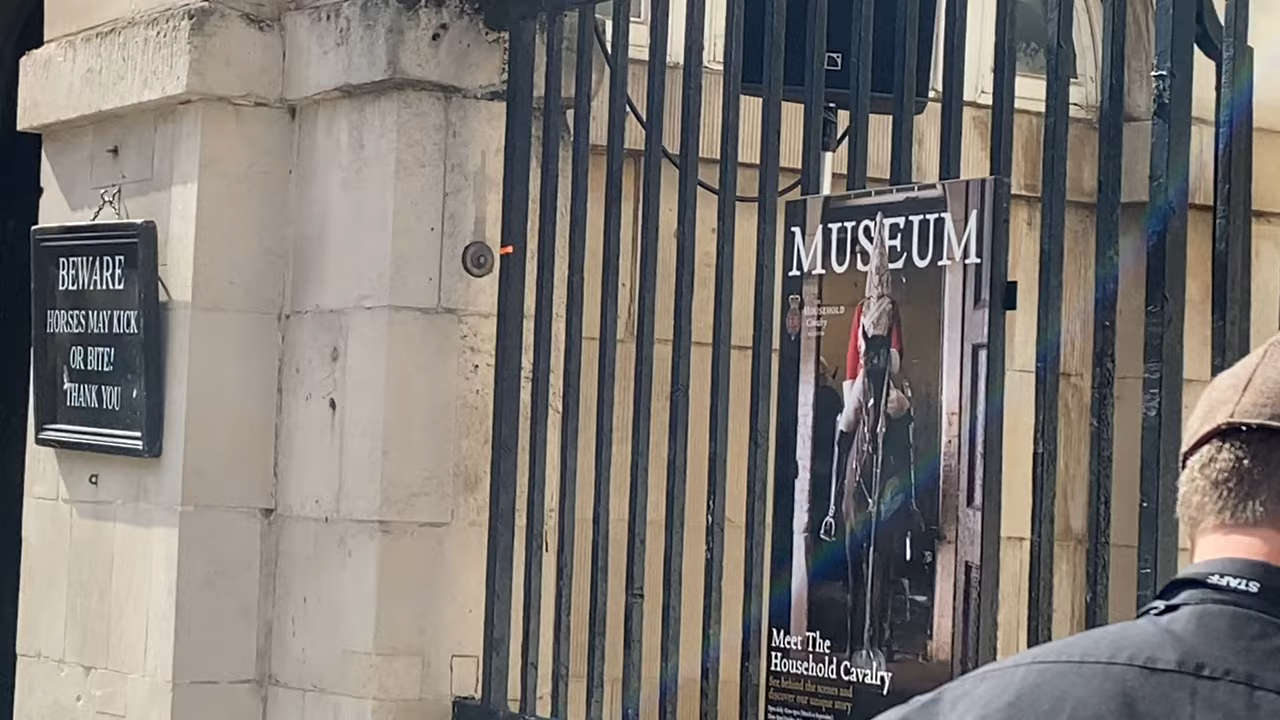 BEWARE
HORSES MAY KICK
OR BITE!
THANK YOU
MUSEUM
HOUSEHOLD
Cavalry
Meet The
Household Cavalry
See behind the scenes and
discover our unique story
STAFF